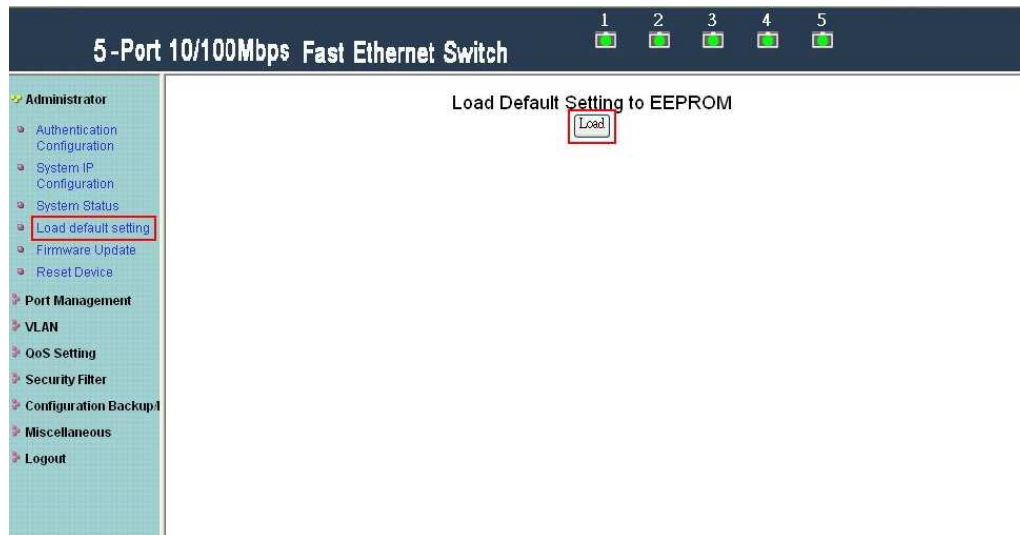 1 2 3 4 5
5-Port 10/100Mbps Fast Ethernet Switch
Administrator
Authentication
Configuration
System IP
Configuration
System Status
Load default setting
Firmware Update
Reset Device
Port Management
VLAN
QoS Setting
Security Filter
Configuration Backup/
Miscellaneous
Logout
Load Default Setting to EEPROM
Load